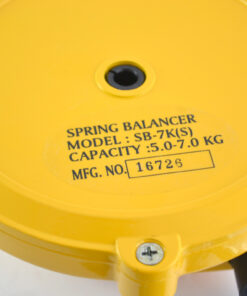 SPRING BALANCER
MODEL : SB-7K(S)
CAPACITY :5.0-7.0 KG
MFG. NO. 16726